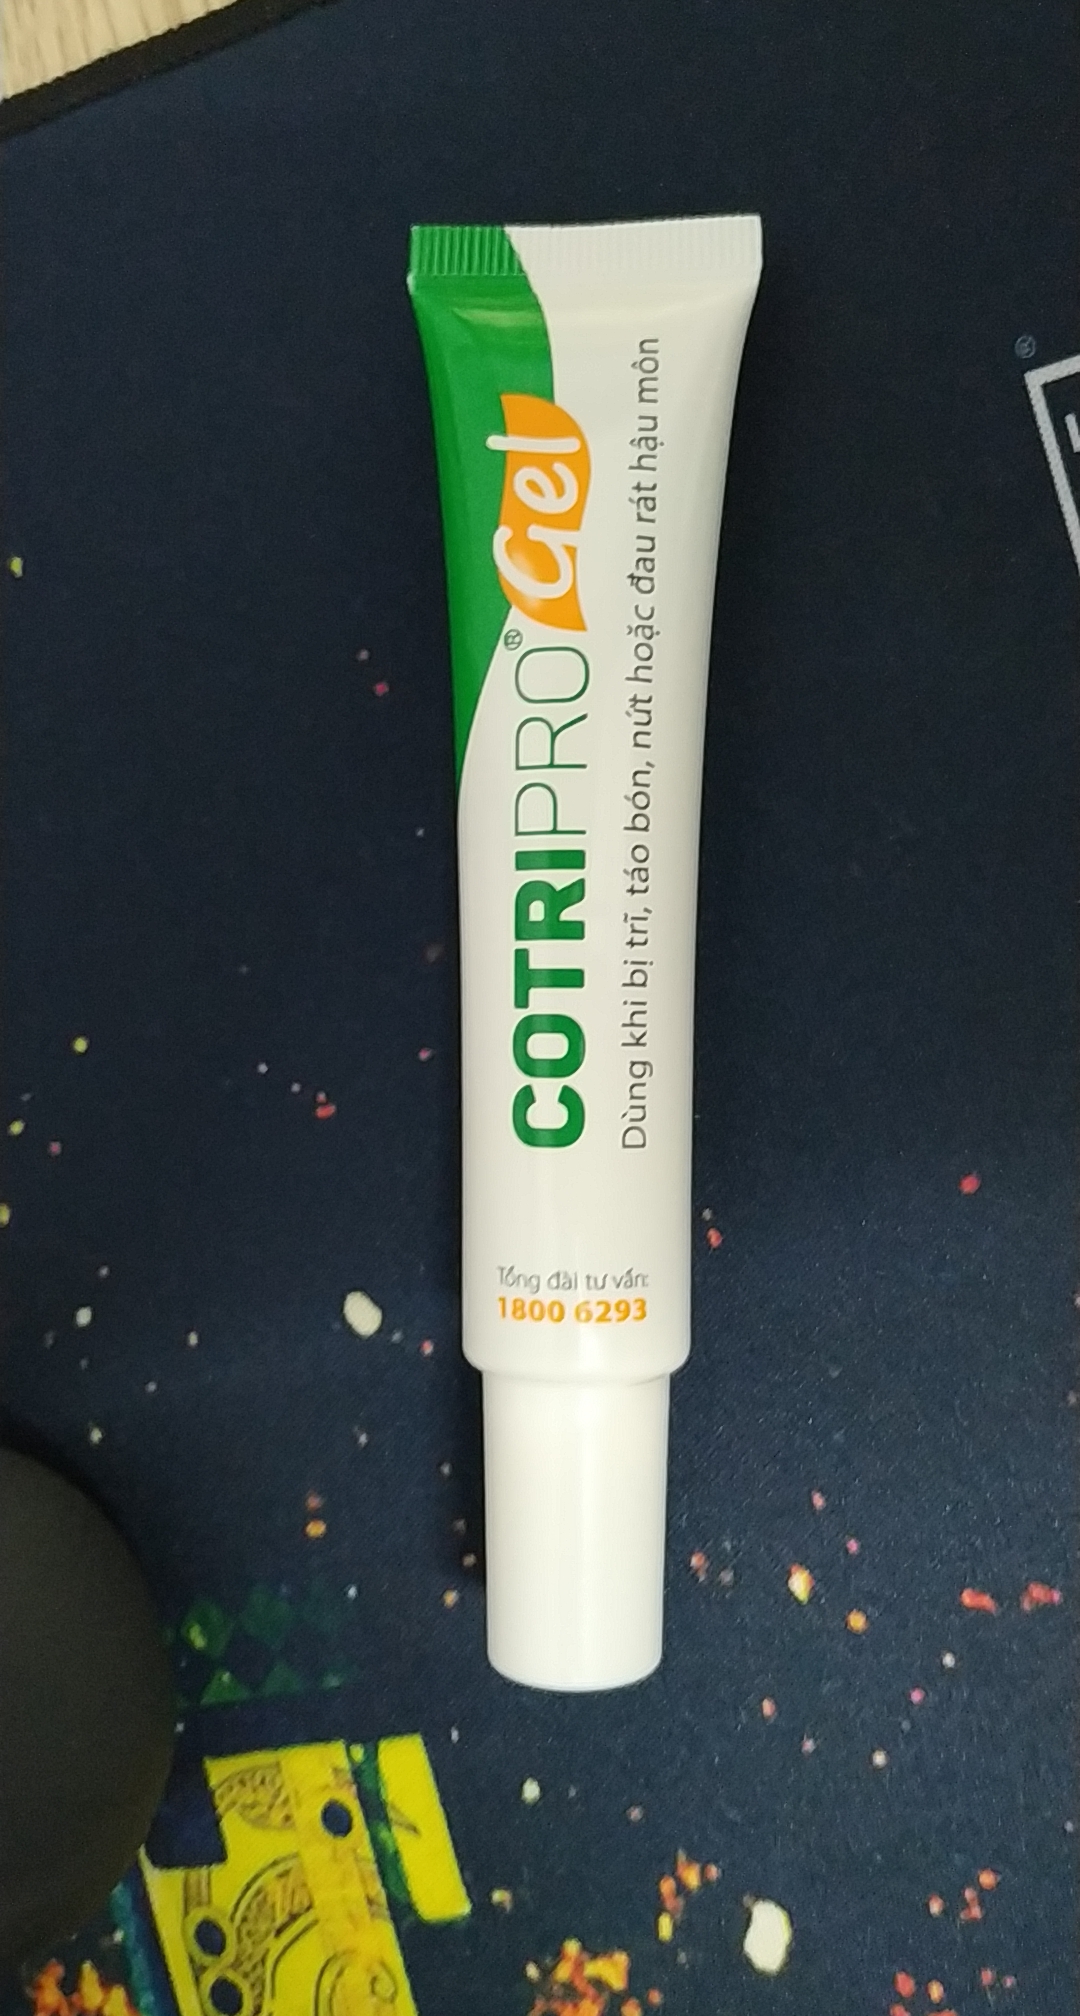 COTRIPRO® Gel
Dùng khi bị trĩ, táo bón, nứt hoặc đau rát hậu môn
Tổng đài tư vấn:
1800 6293
®